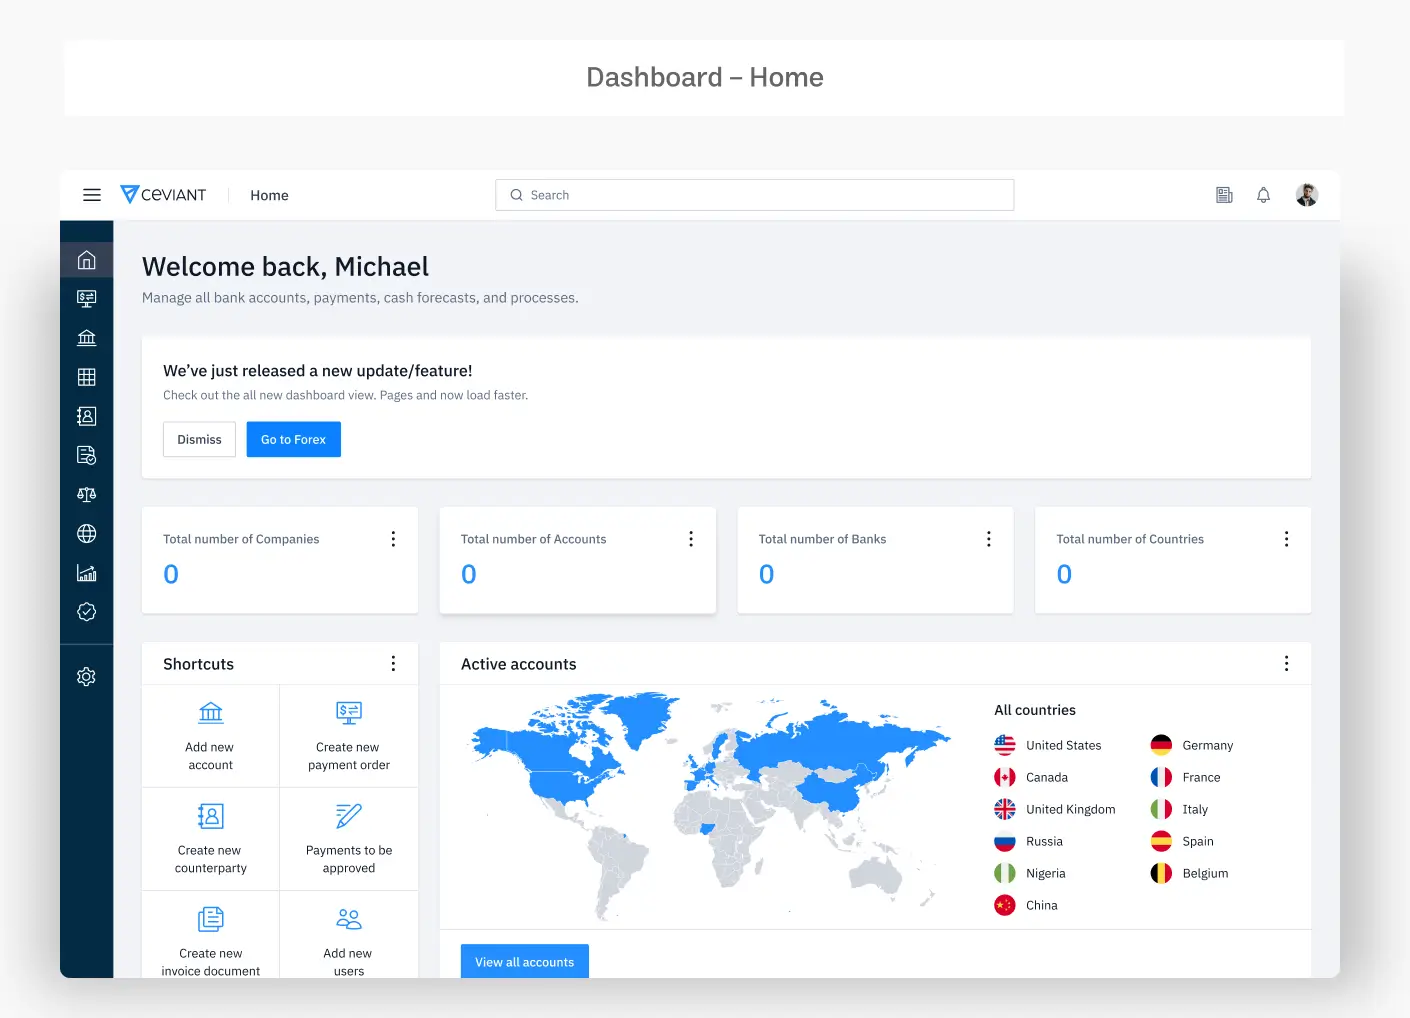 Dashboard – Home
CEVIANT
Home
Search
Welcome back, Michael
Manage all bank accounts, payments, cash forecasts, and processes.
We’ve just released a new update/feature!
Check out the all new dashboard view. Pages and now load faster.
Dismiss
Go to Forex
Total number of Companies
0
Total number of Accounts
0
Total number of Banks
0
Total number of Countries
0
Shortcuts
Add new
account
Create new
payment order
Create new
counterparty
Payments to be
approved
Create new
invoice document
Add new
users
Active accounts
All countries
United States
Canada
United Kingdom
Russia
Nigeria
China
Germany
France
Italy
Spain
Belgium
View all accounts